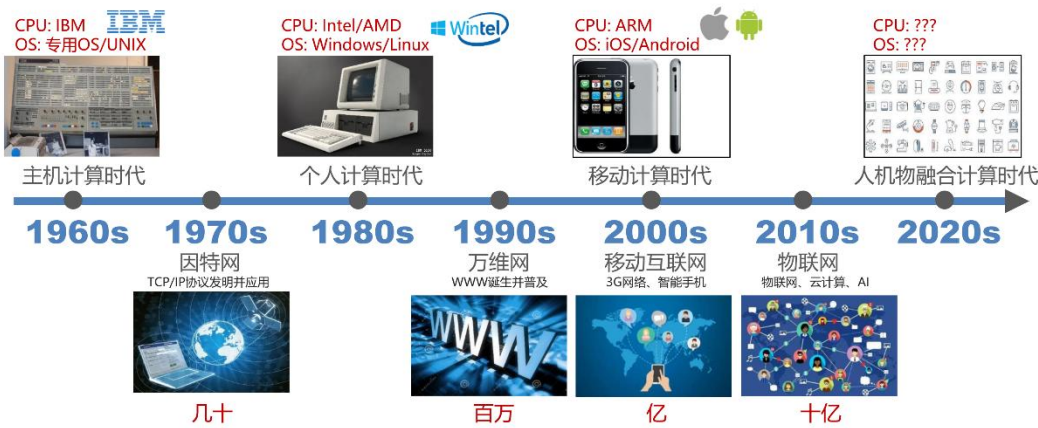 CPU: IBM
OS: 专用OS/UNIX
IBM
CPU: Intel/AMD
OS: Windows/Linux
Wintel
CPU: ARM
OS: iOS/Android
CPU: ???
OS: ???
主机计算时代
个人计算时代
移动计算时代
人机物融合计算时代
1960s
1970s
1980s
1990s
2000s
2010s
2020s
因特网
TCP/IP协议发明并应用
万维网
WWW诞生并普及
移动互联网
3G网络、智能手机
物联网
物联网、云计算、AI
WWW
几十
百万
亿
十亿